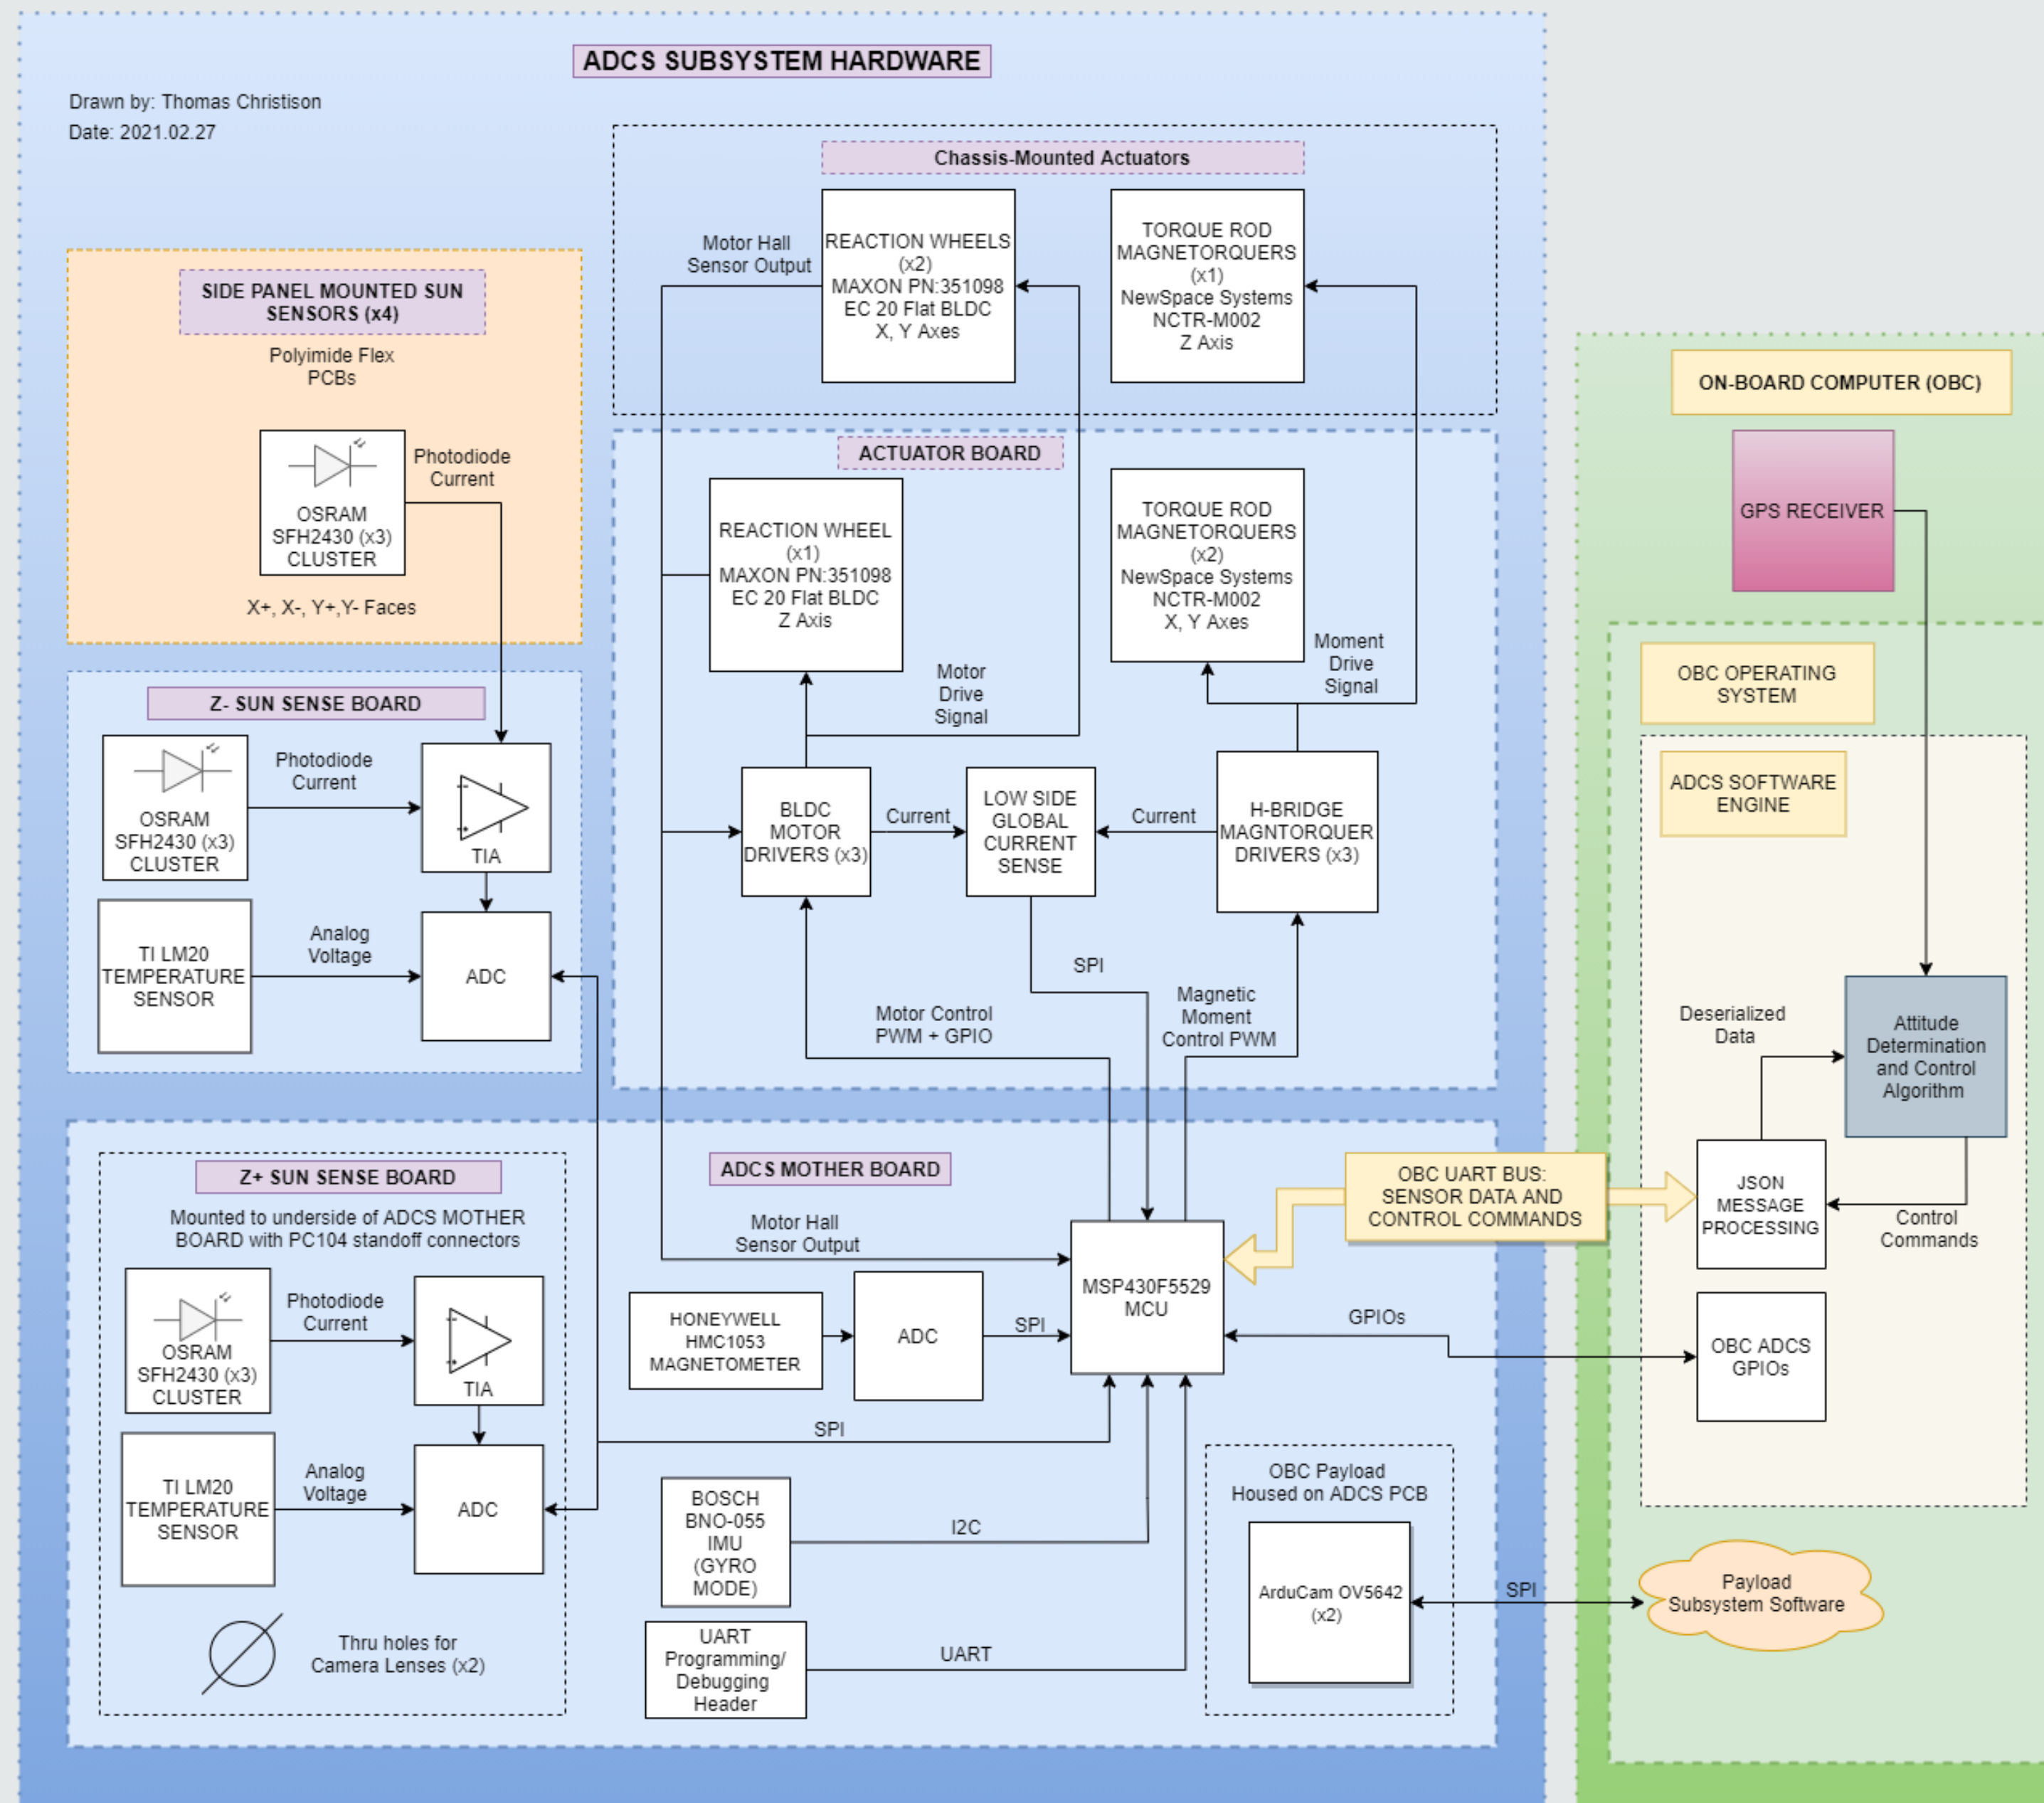 ADCS SUBSYSTEM HARDWARE
Drawn by: Thomas Christison
Date: 2021.02.27
Chassis-Mounted Actuators
Motor Hall
Sensor Output
REACTION WHEELS
(x2)
MAXON PN:351098
EC 20 Flat BLDC
X, Y Axes
TORQUE ROD
MAGNETORQUERS
(x1)
NewSpace Systems
NCTR-M002
Z Axis
SIDE PANEL MOUNTED SUN
SENSORS (x4)
Polyimide Flex
PCBs
Photodiode
Current
OSRAM
SFH2430 (x3)
CLUSTER
X+, X-, Y+,Y- Faces
ACTUATOR BOARD
REACTION WHEEL
(x1)
MAXON PN:351098
EC 20 Flat BLDC
Z Axis
TORQUE ROD
MAGNETORQUERS
(x2)
NewSpace Systems
NCTR-M002
X, Y Axes
Motor
Drive
Signal
Moment
Drive
Signal
BLDC
MOTOR
DRIVERS (x3)
Current
LOW SIDE
GLOBAL
CURRENT
SENSE
Current
H-BRIDGE
MAGNTORQUER
DRIVERS (x3)
SPI
Motor Control
PWM + GPIO
Magnetic
Moment
Control PWM
Z- SUN SENSE BOARD
OSRAM
SFH2430 (x3)
CLUSTER
Photodiode
Current
TIA
TI LM20
TEMPERATURE
SENSOR
Analog
Voltage
ADC
Z+ SUN SENSE BOARD
Mounted to underside of ADCS MOTHER
BOARD with PC104 standoff connectors
OSRAM
SFH2430 (x3)
CLUSTER
Photodiode
Current
TIA
TI LM20
TEMPERATURE
SENSOR
Analog
Voltage
ADC
Thru holes for
Camera Lenses (x2)
ADCS MOTHER BOARD
Motor Hall
Sensor Output
HONEYWELL
HMC1053
MAGNETOMETER
ADC
SPI
MSP430F5529
MCU
SPI
BOSCH
BNO-055
IMU
(GYRO
MODE)
I2C
UART
Programming/
Debugging
Header
UART
OBC Payload
Housed on ADCS PCB
ArduCam OV5642
(x2)
SPI
OBC UART BUS:
SENSOR DATA AND
CONTROL COMMANDS
GPIOs
ON-BOARD COMPUTER (OBC)
GPS RECEIVER
OBC OPERATING
SYSTEM
ADCS SOFTWARE
ENGINE
Deserialized
Data
Attitude
Determination
and Control
Algorithm
JSON
MESSAGE
PROCESSING
Control
Commands
OBC ADCS
GPIOs
Payload
Subsystem Software